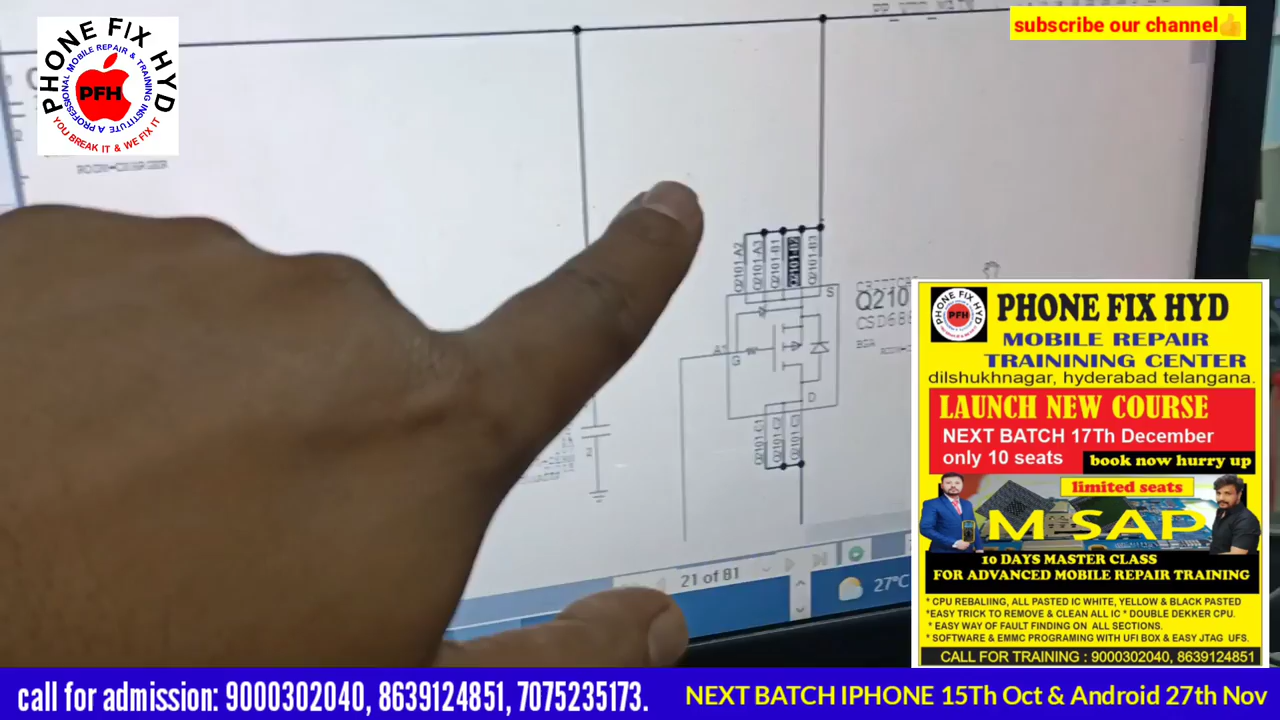 subscribe our channel👍
PHONE FIX HYD
PROFESSIONAL MOBILE REPAIR & TRAINING INSTITUTE A
PFH
YOU BREAK IT & WE FIX IT
Q2101-A2
Q2101-A3
Q2101-B1
Q2101-B2
Q2101-B3
S
Q210
CSD68
BGA
A1
G
D
Q2101-C1
Q2101-C2
Q2101-C3
2
21 of 81
27°C
PHONE FIX HYD
PFH
PHONE FIX HYD
MOBILE REPAIR
TRAININING CENTER
dilshukhnagar, hyderabad telangana.
LAUNCH NEW COURSE
NEXT BATCH 17Th December
only 10 seats
book now hurry up
limited seats
M SAP
10 DAYS MASTER CLASS
FOR ADVANCED MOBILE REPAIR TRAINING
* CPU REBALIING, ALL PASTED IC WHITE, YELLOW & BLACK PASTED
*EASY TRICK TO REMOVE & CLEAN ALL IC * DOUBLE DEKKER CPU.
* EASY WAY OF FAULT FINDING ON ALL SECTIONS.
* SOFTWARE & EMMC PROGRAMING WITH UFI BOX & EASY JTAG UFS.
CALL FOR TRAINING : 9000302040, 8639124851
call for admission: 9000302040, 8639124851, 7075235173.
NEXT BATCH IPHONE 15Th Oct & Android 27th Nov